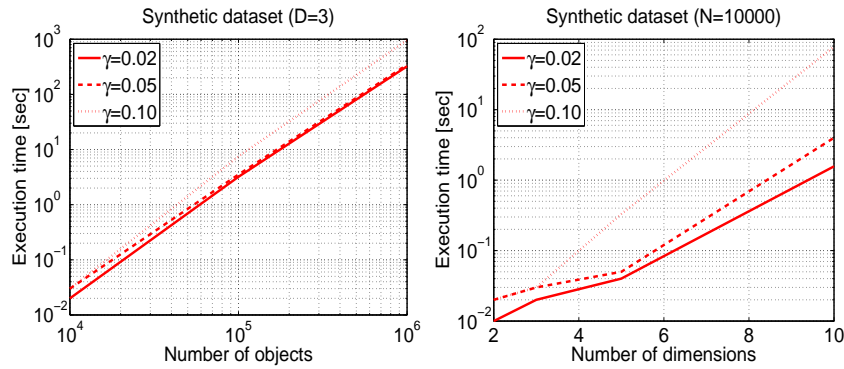 Synthetic dataset (D=3)
Execution time [sec]
10^3
10^2
10^1
10^0
10^−1
10^−2
γ=0.02
γ=0.05
γ=0.10
10^4
10^5
10^6
Number of objects
Synthetic dataset (N=10000)
Execution time [sec]
10^2
10^1
10^0
10^−1
10^−2
γ=0.02
γ=0.05
γ=0.10
2
4
6
8
10
Number of dimensions